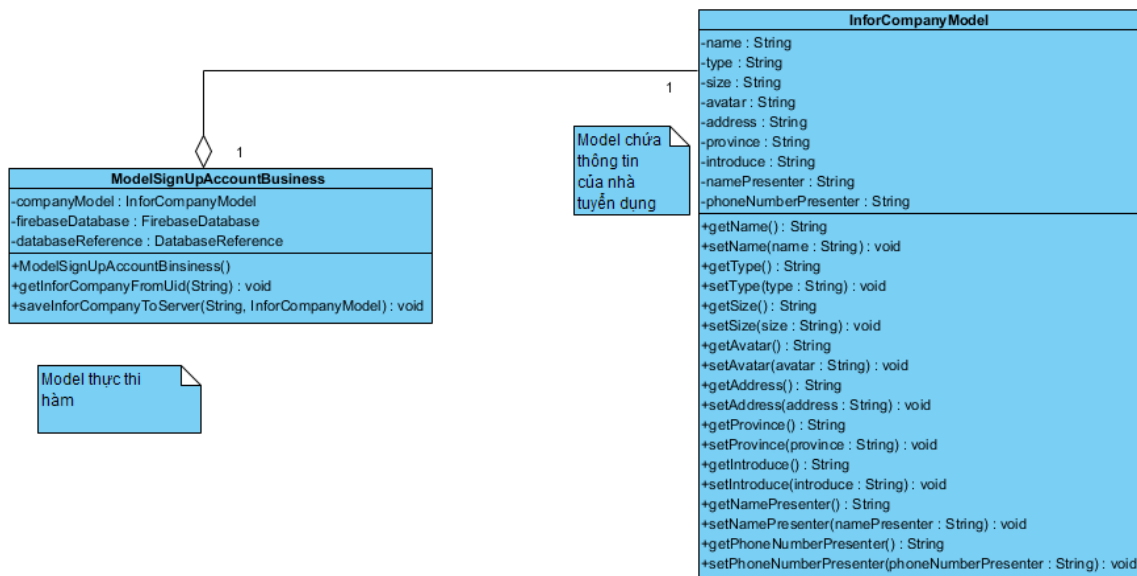 InforCompanyModel
-name : String
-type : String
-size : String
-avatar : String
-address : String
-province : String
-introduce : String
-namePresenter : String
-phoneNumberPresenter : String
+getName() : String
+setName(name : String) : void
+getType() : String
+setType(type : String) : void
+getSize() : String
+setSize(size : String) : void
+getAvatar() : String
+setAvatar(avatar : String) : void
+getAddress() : String
+setAddress(address : String) : void
+getProvince() : String
+setProvince(province : String) : void
+getIntroduce() : String
+setIntroduce(introduce : String) : void
+getNamePresenter() : String
+setNamePresenter(namePresenter : String) : void
+getPhoneNumberPresenter() : String
+setPhoneNumberPresenter(phoneNumberPresenter : String) : void
1
1
Model chứa
thông tin
của nhà
tuyển dụng
ModelSignUpAccountBusiness
-companyModel : InforCompanyModel
-firebaseDatabase : FirebaseDatabase
-databaseReference : DatabaseReference
+ModelSignUpAccountBinsiness()
+getInforCompanyFromUid(String) : void
+saveInforCompanyToServer(String, InforCompanyModel) : void
Model thực thi
hàm